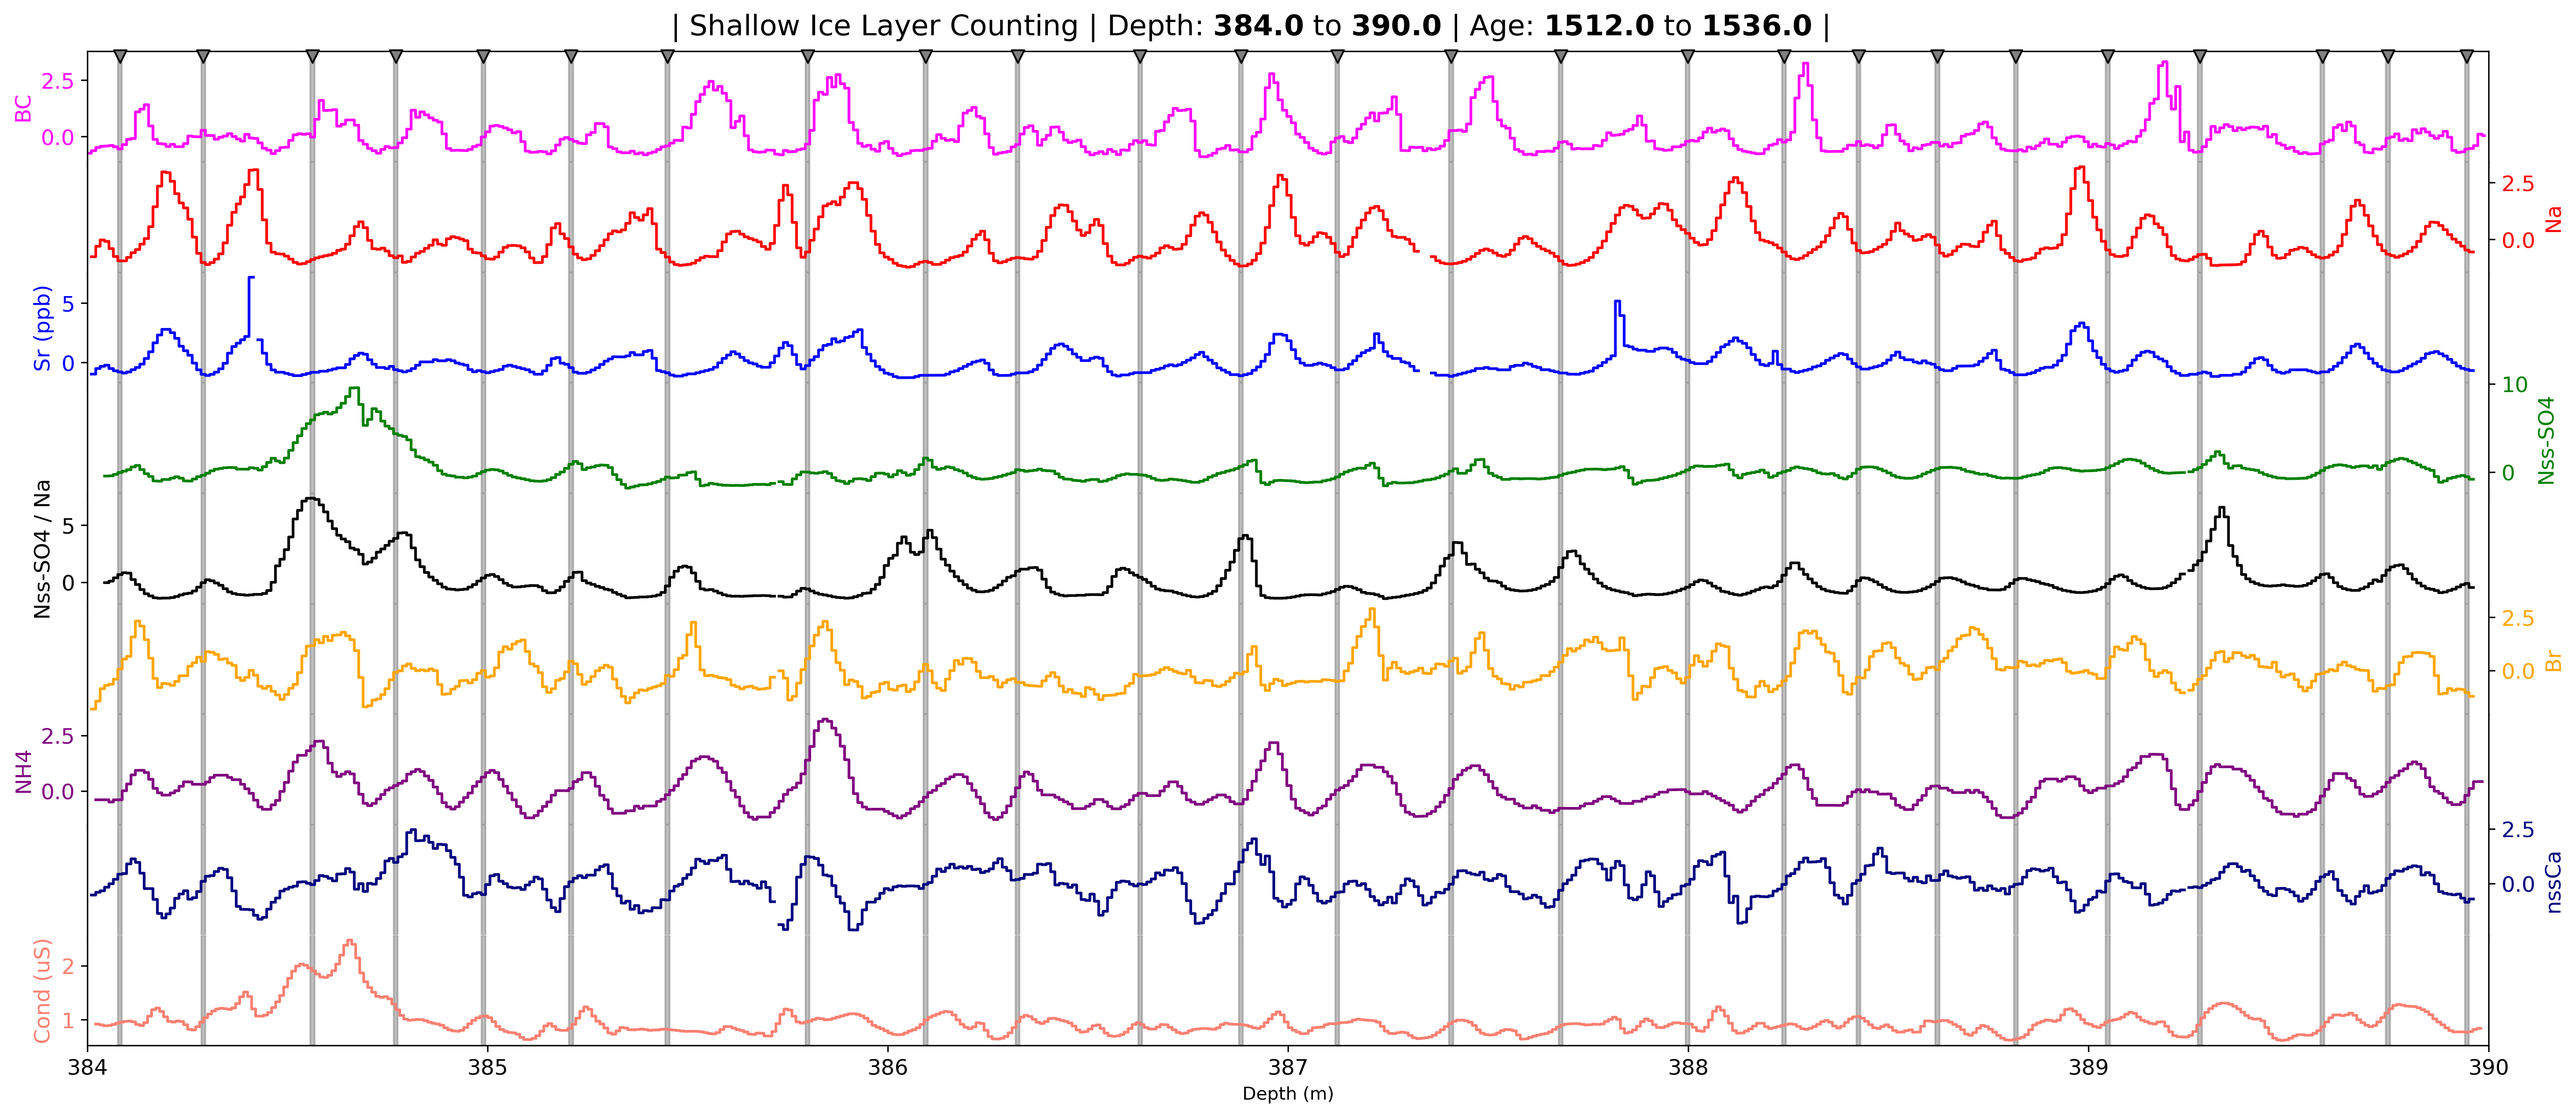 | Shallow Ice Layer Counting | Depth: 384.0 to 390.0 | Age: 1512.0 to 1536.0 |
BC
2.5
0.0
2.5
0.0
Na
Sr (ppb)
5
0
10
0
Nss-SO4
Nss-SO4 / Na
5
0
2.5
0.0
Br
NH4
2.5
0.0
2.5
0.0
nssCa
Cond (uS)
2
1
384 385 386 387 388 389 390
Depth (m)